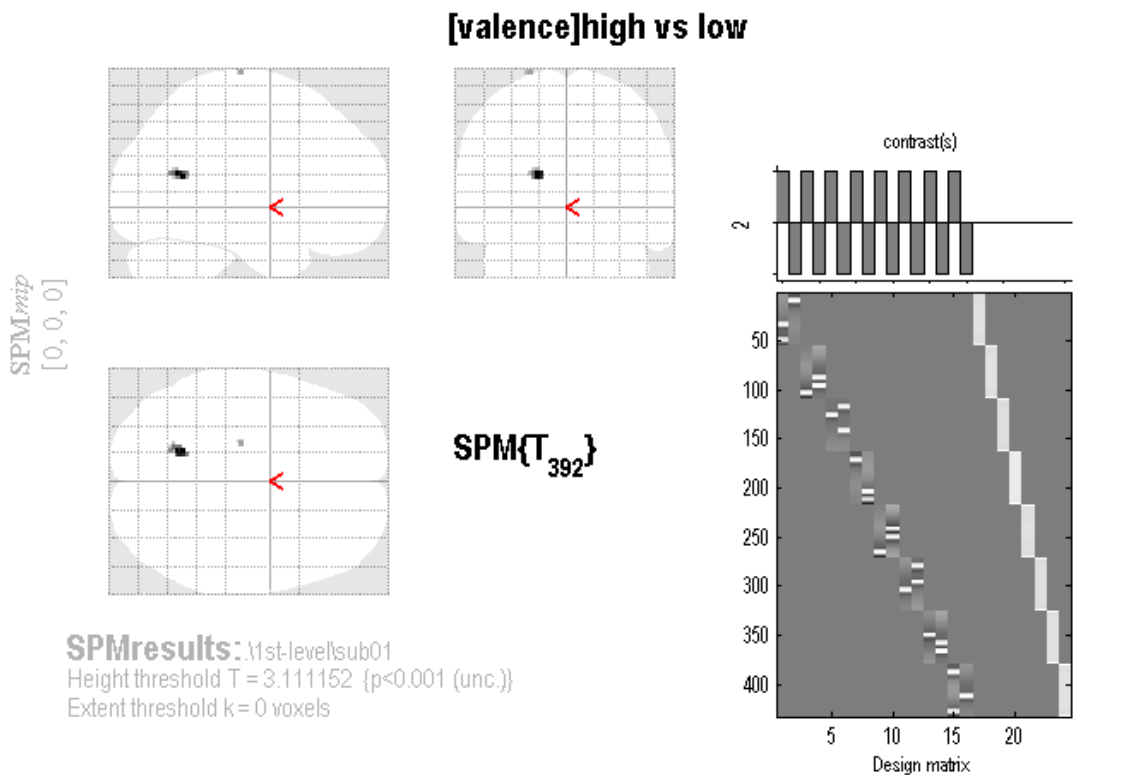 [valence]high vs low
SPMmip
[0, 0, 0]
SPM{T392}
contrast(s)
2
50
100
150
200
250
300
350
400
5 10 15 20
Design matrix
SPMresults: .\1st-level\sub01
Height threshold T = 3.111152 {p<0.001 (unc.)}
Extent threshold k = 0 voxels